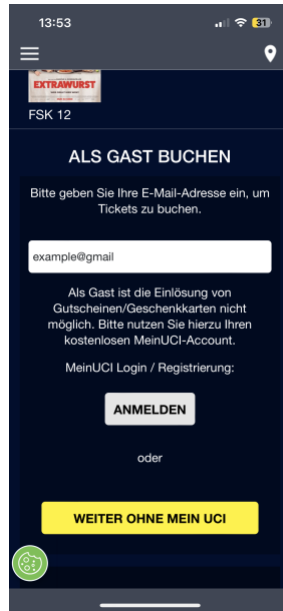 13:53
31
EXTRAWURST
FSK 12
ALS GAST BUCHEN
Bitte geben Sie Ihre E-Mail-Adresse ein, um
Tickets zu buchen.
example@gmail
Als Gast ist die Einlösung von
Gutscheinen/Geschenkkarten nicht
möglich. Bitte nutzen Sie hierzu Ihren
kostenlosen MeinUCI-Account.
MeinUCI Login / Registrierung:
ANMELDEN
oder
WEITER OHNE MEIN UCI